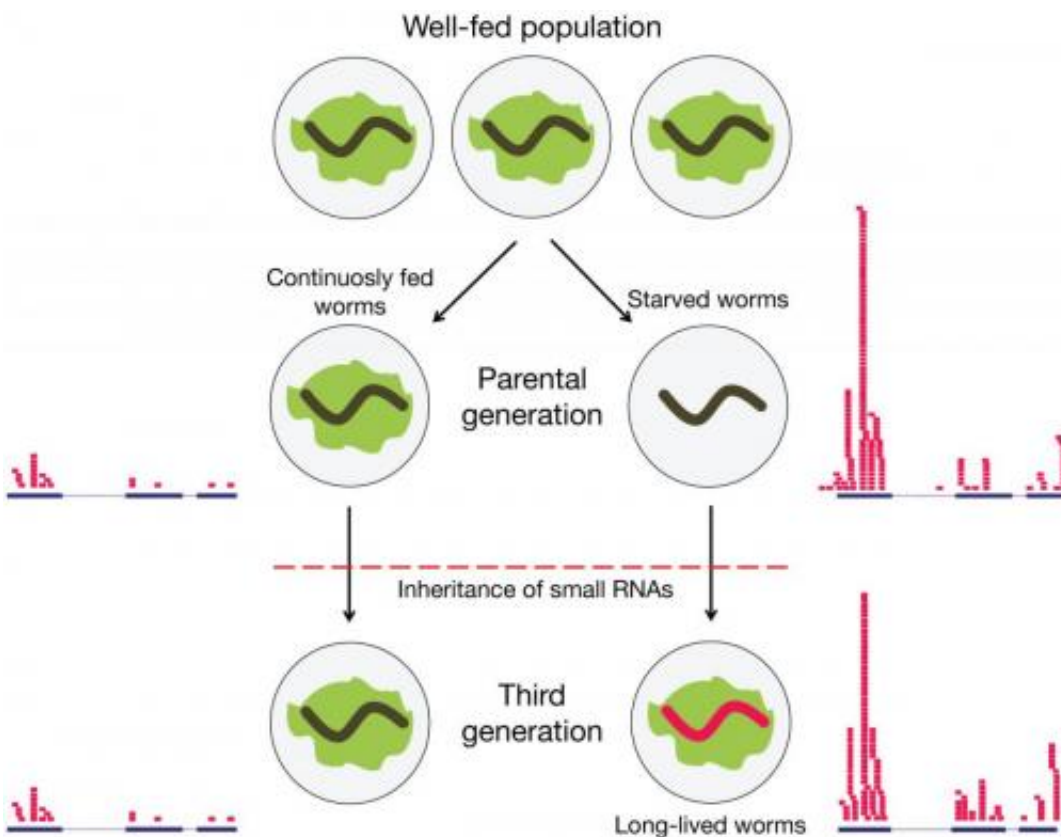 Well-fed population
Continuosly fed
worms
Starved worms
Parental
generation
Inheritance of small RNAs
Third
generation
Long-lived worms